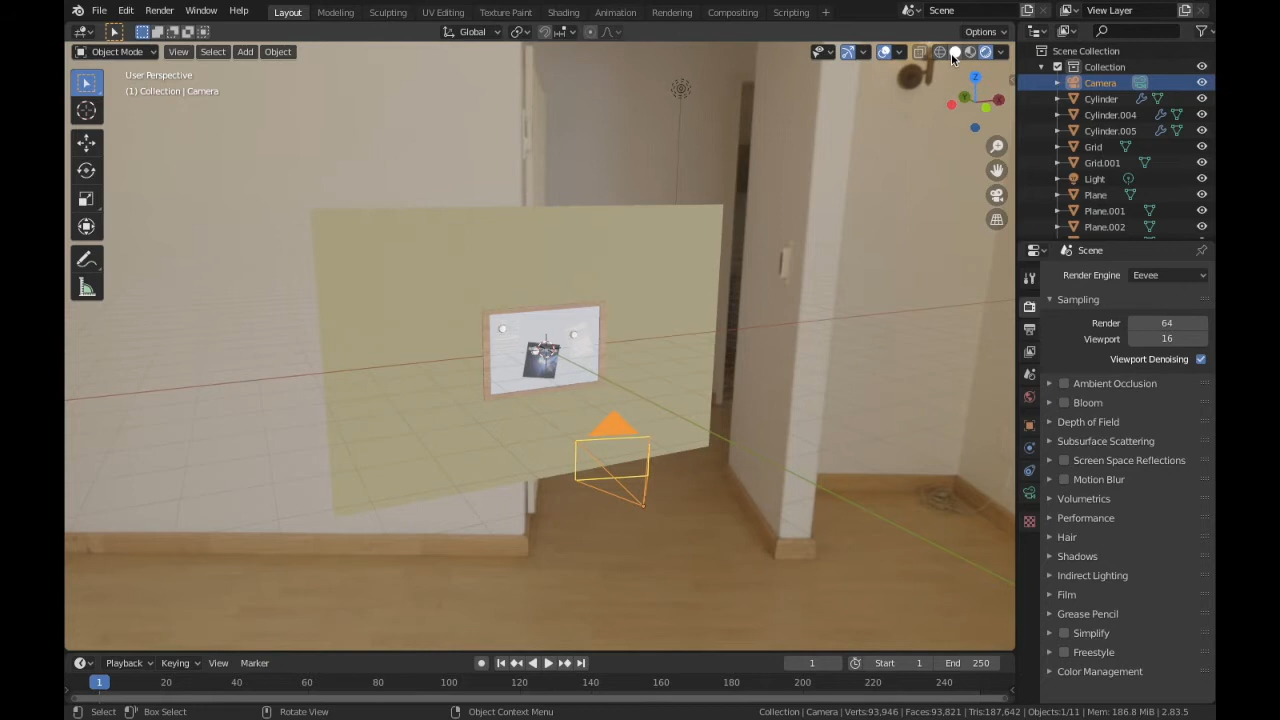 File Edit Render Window Help
Layout Modeling Sculpting UV Editing Texture Paint Shading Animation Rendering Compositing Scripting +
Scene
View Layer
Global
Options
Object Mode
View Select Add Object
User Perspective
(1) Collection | Camera
Z
Y
X
Scene Collection
Collection
Camera
Cylinder
Cylinder.004
Cylinder.005
Grid
Grid.001
Light
Plane
Plane.001
Plane.002
Scene
Render Engine Eevee
Sampling
Render 64
Viewport 16
Viewport Denoising
Ambient Occlusion
Bloom
Depth of Field
Subsurface Scattering
Screen Space Reflections
Motion Blur
Volumetrics
Performance
Hair
Shadows
Indirect Lighting
Film
Grease Pencil
Simplify
Freestyle
Color Management
Playback Keying View Marker
1 Start 1 End 250
1 20 40 60 80 100 120 140 160 180 200 220 240
Select Box Select Rotate View Object Context Menu
Collection | Camera | Verts:93,946 | Faces:93,821 | Tris:187,642 | Objects:1/11 | Mem: 186.8 MiB | 2.83.5